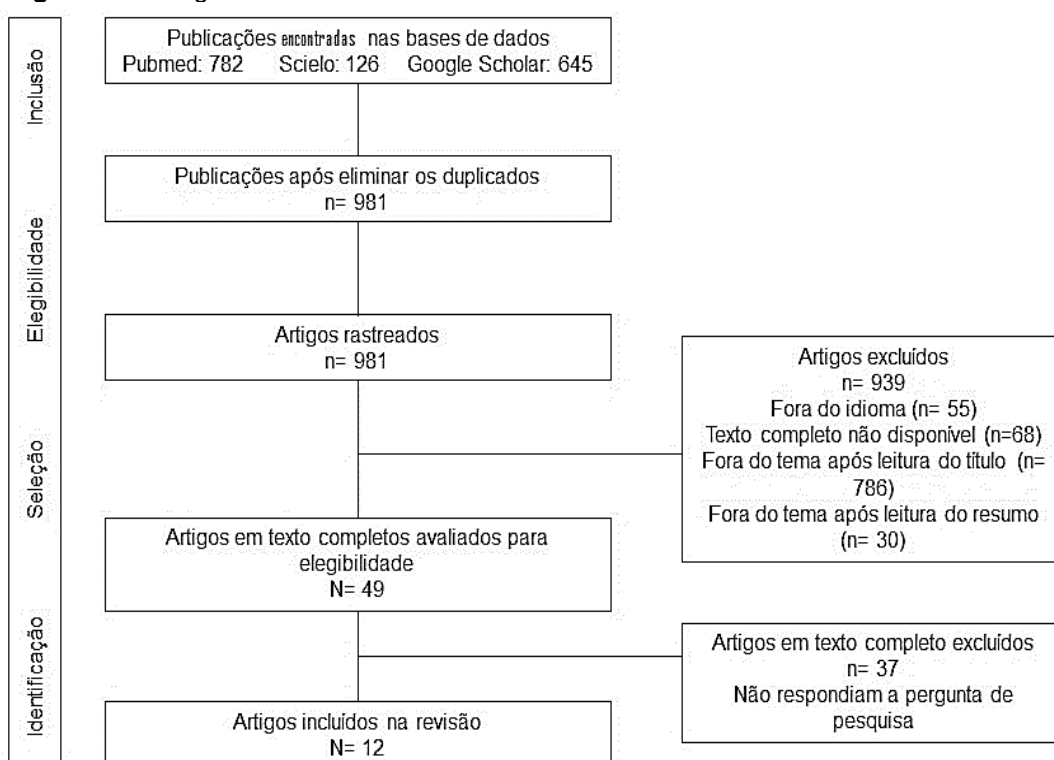 Inclusão
Publicações encontradas nas bases de dados
Pubmed: 782 Scielo: 126 Google Scholar: 645
Elegibilidade
Publicações após eliminar os duplicados
n= 981
Artigos rastreados
n= 981
Artigos excluídos
n= 939
Fora do idioma (n= 55)
Texto completo não disponível (n=68)
Fora do tema após leitura do título (n=
786)
Fora do tema após leitura do resumo
(n= 30)
Seleção
Artigos em texto completos avaliados para
elegibilidade
N= 49
Identificação
Artigos em texto completo excluídos
n= 37
Não respondiam a pergunta de
pesquisa
Artigos incluídos na revisão
N= 12